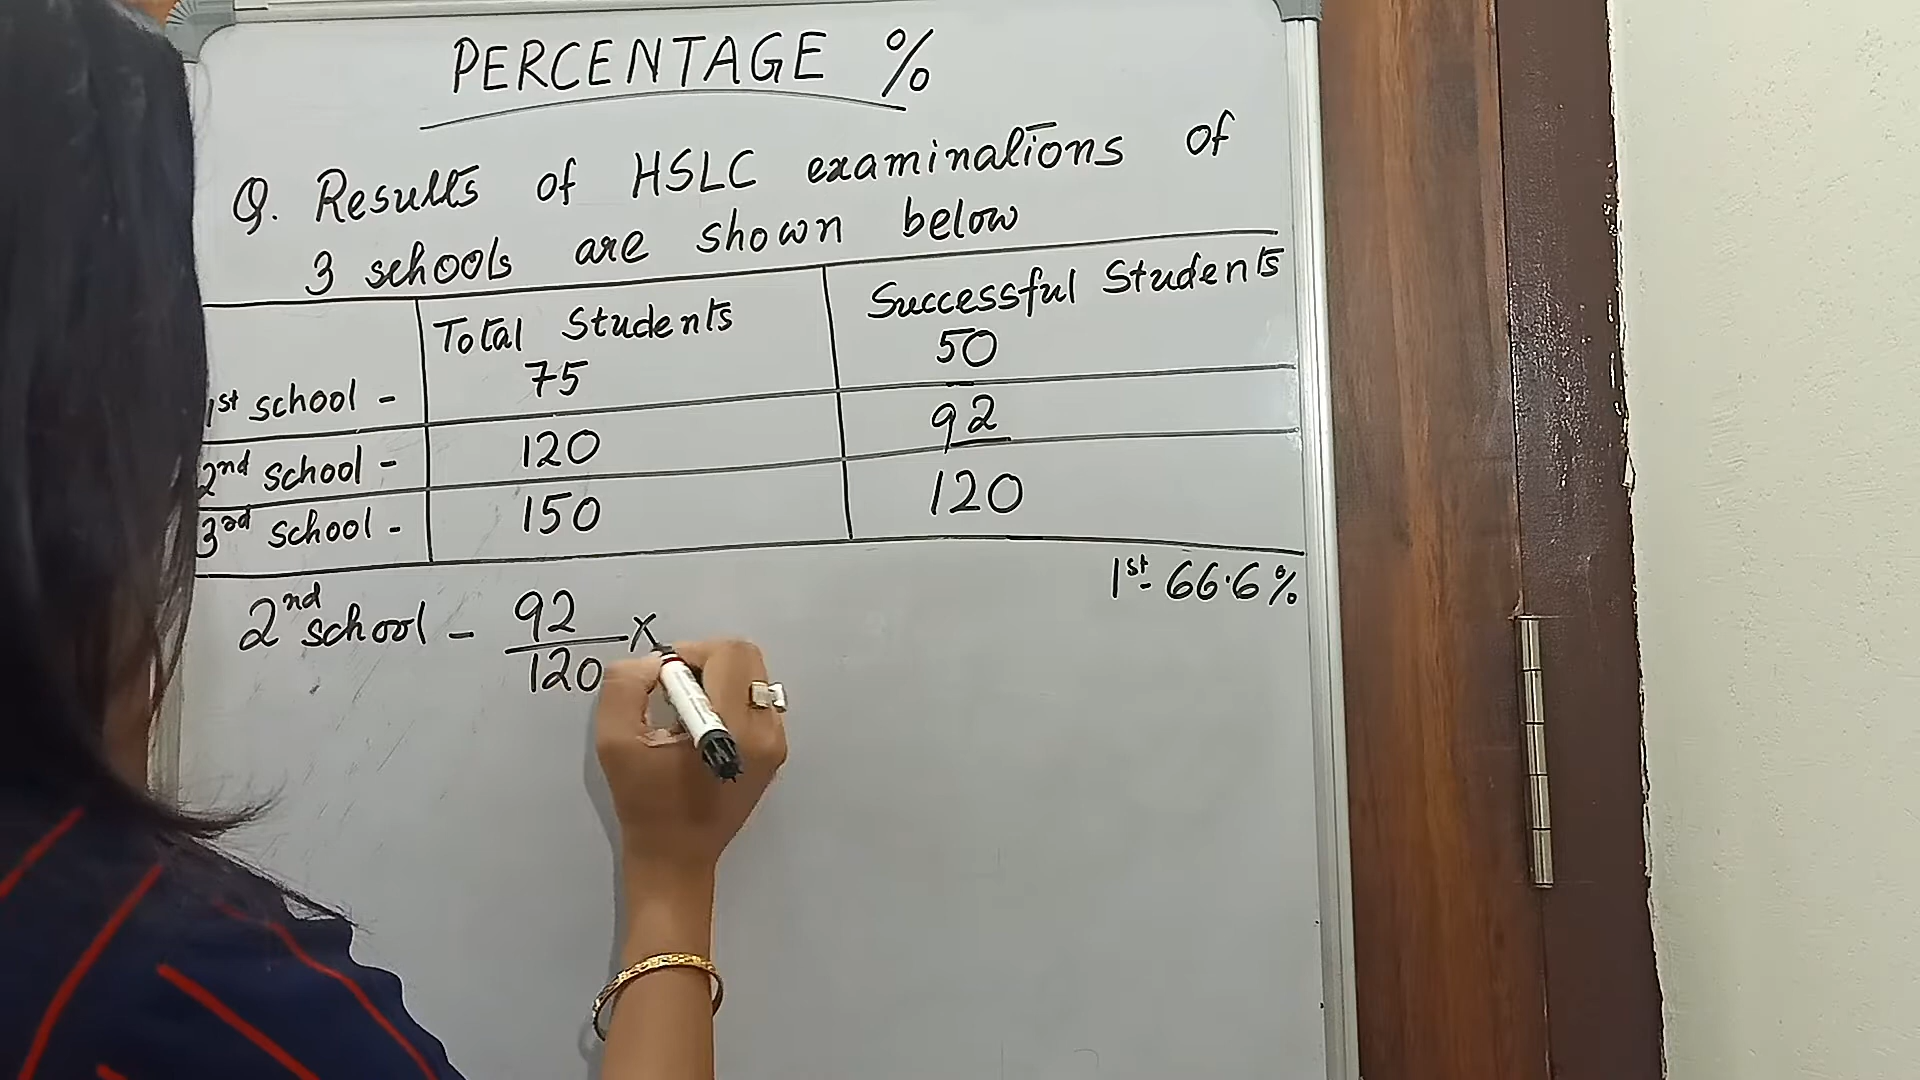 PERCENTAGE %
Q. Results of HSLC examinations of
3 schools are shown below
Total Students Successful Students
1st school - 75 50
2nd school - 120 92
3rd school - 150 120
1st- 66.6%
2nd school - 92/120 x